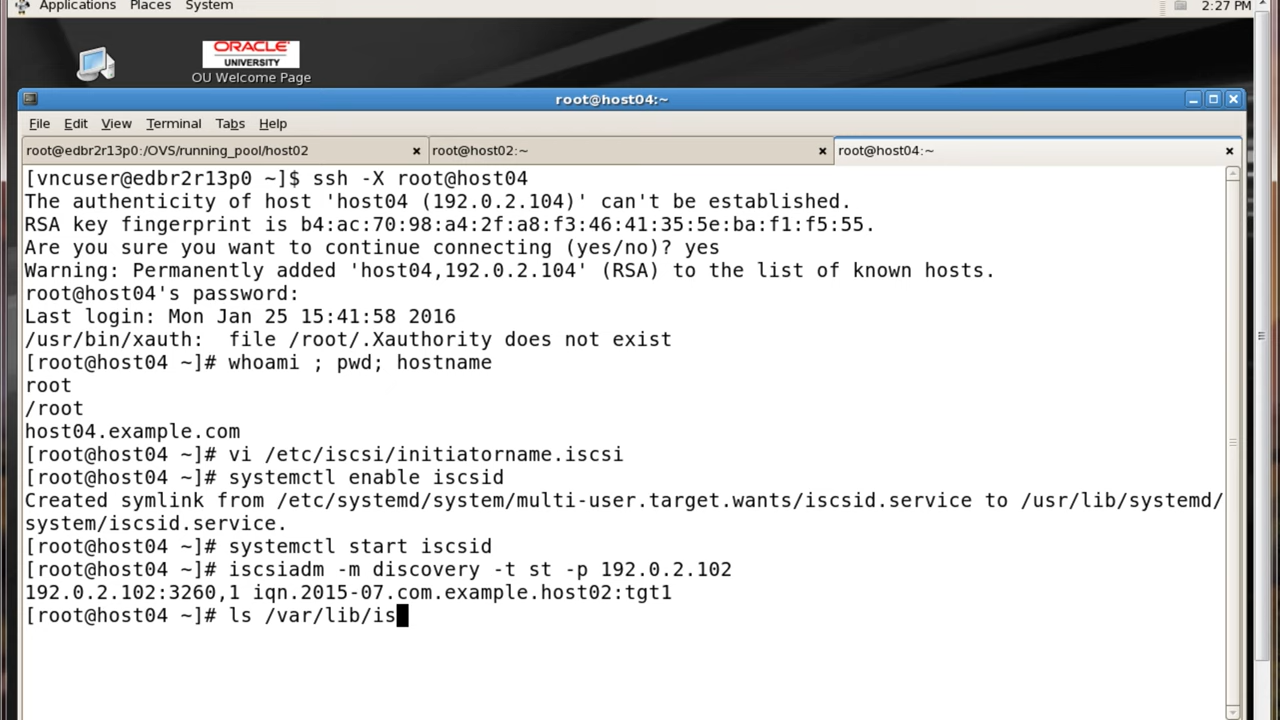 Applications Places System 2:27 PM
ORACLE
UNIVERSITY
OU Welcome Page
root@host04:~
File Edit View Terminal Tabs Help
root@edbr2r13p0:/OVS/running_pool/host02 root@host02:~ root@host04:~
[vncuser@edbr2r13p0 ~]$ ssh -X root@host04
The authenticity of host 'host04 (192.0.2.104)' can't be established.
RSA key fingerprint is b4:ac:70:98:a4:2f:a8:f3:46:41:35:5e:ba:f1:f5:55.
Are you sure you want to continue connecting (yes/no)? yes
Warning: Permanently added 'host04,192.0.2.104' (RSA) to the list of known hosts.
root@host04's password:
Last login: Mon Jan 25 15:41:58 2016
/usr/bin/xauth:  file /root/.Xauthority does not exist
[root@host04 ~]# whoami ; pwd; hostname
root
/root
host04.example.com
[root@host04 ~]# vi /etc/iscsi/initiatorname.iscsi
[root@host04 ~]# systemctl enable iscsid
Created symlink from /etc/systemd/system/multi-user.target.wants/iscsid.service to /usr/lib/systemd/
system/iscsid.service.
[root@host04 ~]# systemctl start iscsid
[root@host04 ~]# iscsiadm -m discovery -t st -p 192.0.2.102
192.0.2.102:3260,1 iqn.2015-07.com.example.host02:tgt1
[root@host04 ~]# ls /var/lib/is